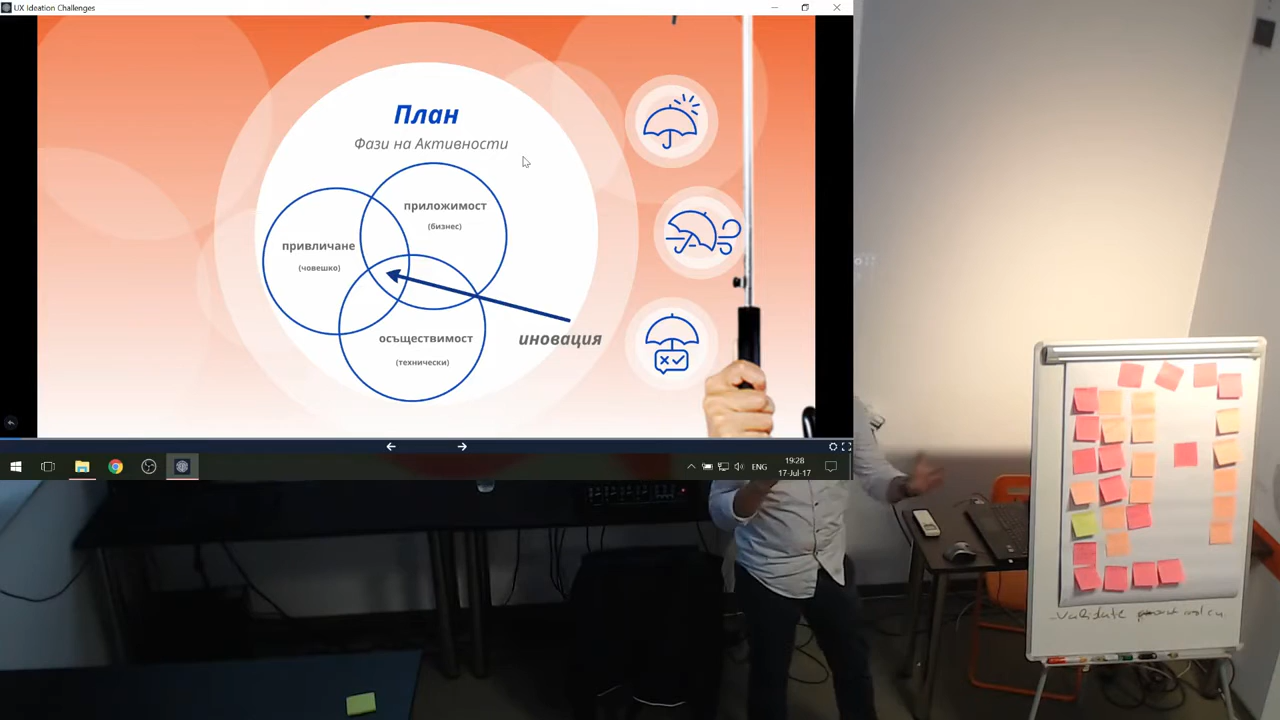 UX Ideation Challenges
План
Фази на Активности
приложимост
(бизнес)
привличане
(човешко)
осъществимост
(технически)
иновация
ENG
19:28
17-Jul-17
validate